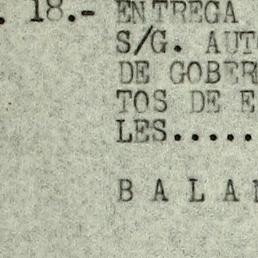 . 18.- ENTREGA
S/G. AUTO
DE GOBER
TOS DE E
LES.....
B A L A N